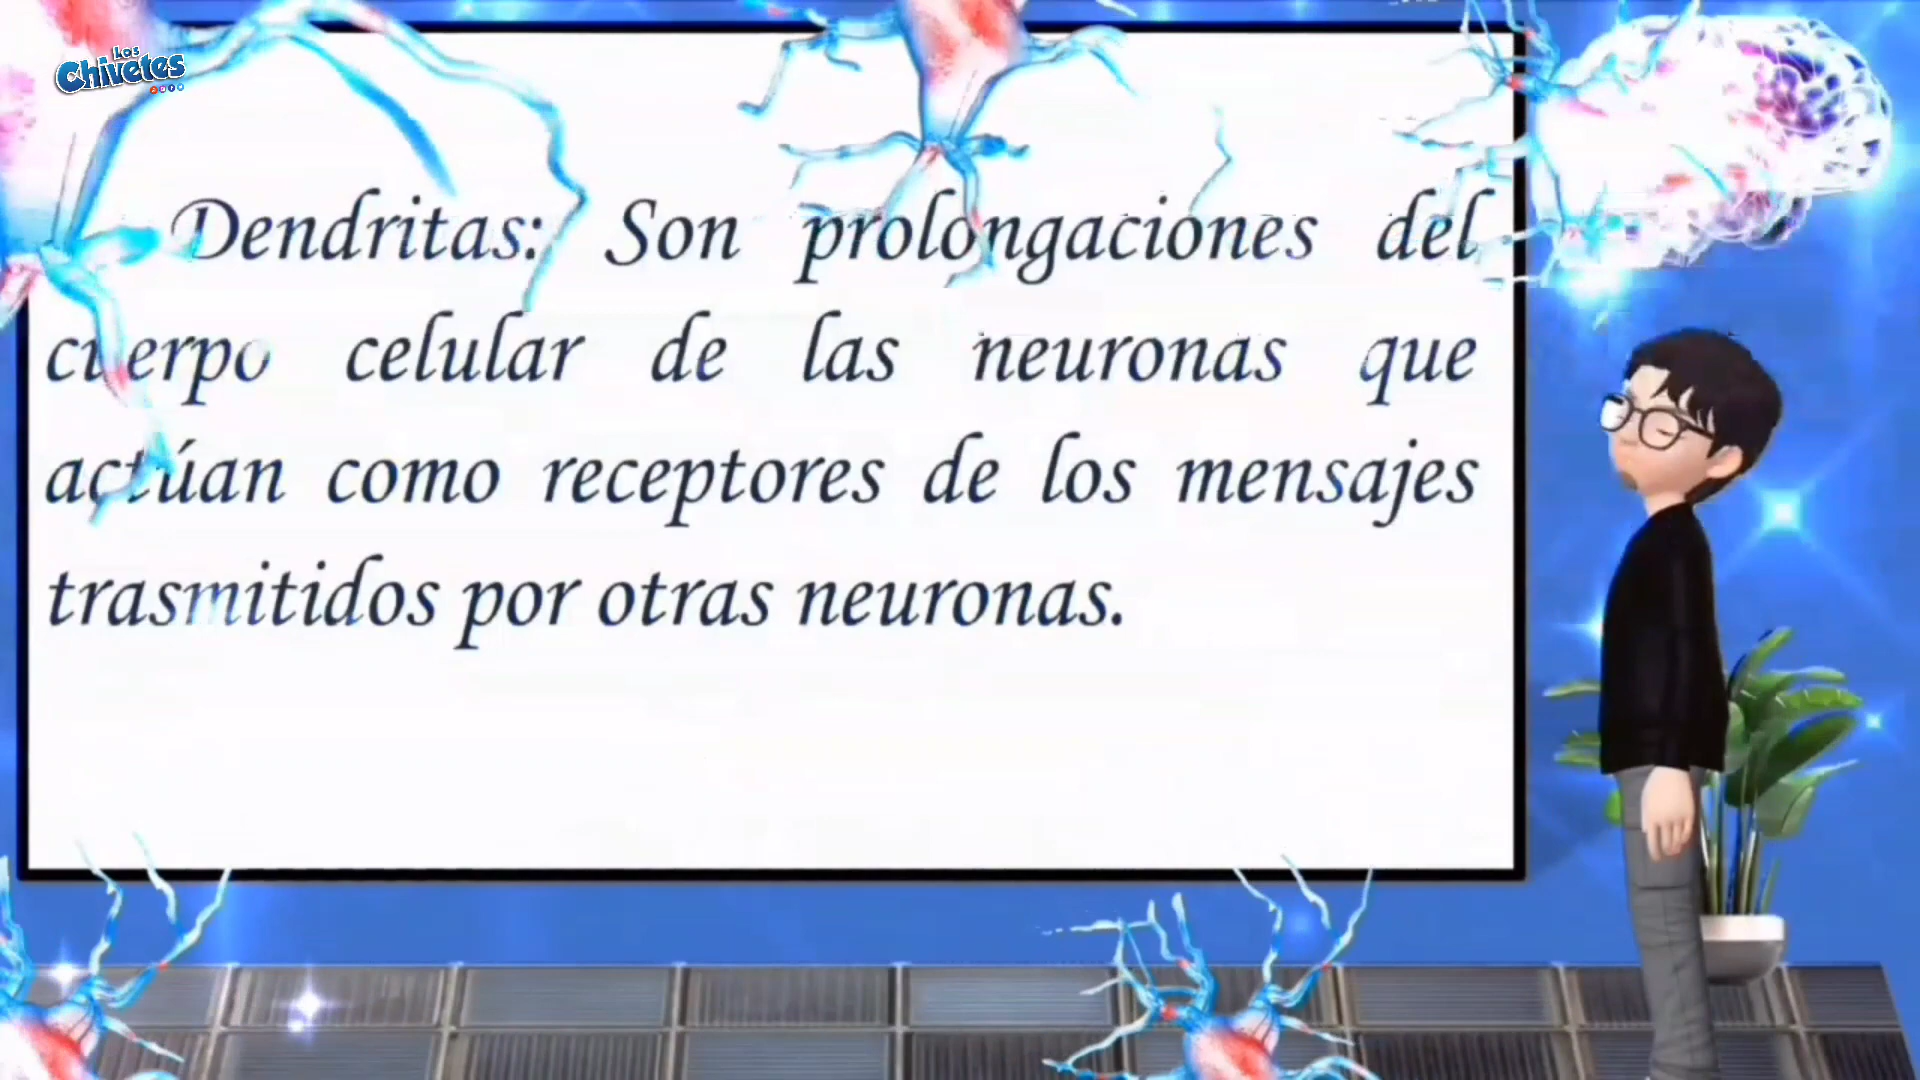 Los
Chivetes
Dendritas: Son prolongaciones del
cuerpo celular de las neuronas que
actúan como receptores de los mensajes
trasmitidos por otras neuronas.